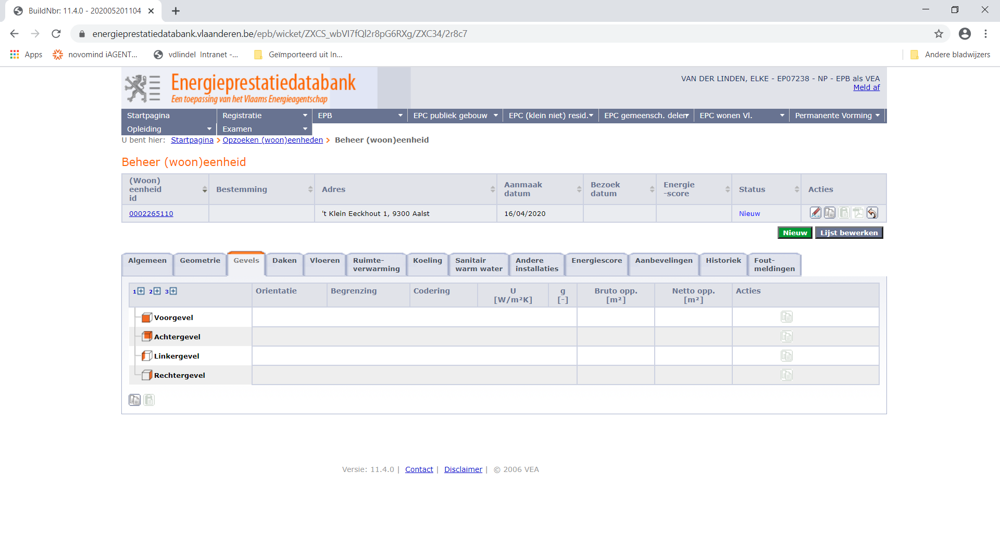 BuildNbr: 11.4.0 - 202005201104
energieprestatiedatabank.vlaanderen.be/epb/wicket/ZXCS_wbVI7fQl2r8pG6RXg/ZXC34/2r8c7
Apps novomind iAGENT... vdlindel Intranet -... Geïmporteerd uit In... Andere bladwijzers
Energieprestatiedatabank
Een toepassing van het Vlaams Energieagentschap
VAN DER LINDEN, ELKE - EP07238 - NP - EPB als VEA
Meld af
Startpagina Registratie EPB EPC publiek gebouw EPC (klein niet) resid. EPC gemeensch. delen EPC wonen Vl. Permanente Vorming
Opleiding Examen
U bent hier: Startpagina > Opzoeken (woon)eenheden > Beheer (woon)eenheid
Beheer (woon)eenheid
(Woon) eenheid id Bestemming Adres Aanmaak datum Bezoek datum Energie -score Status Acties
0002265110 't Klein Eeckhout 1, 9300 Aalst 16/04/2020 Nieuw
Nieuw Lijst bewerken
Algemeen Geometrie Gevels Daken Vloeren Ruimte- verwarming Koeling Sanitair warm water Andere installaties Energiescore Aanbevelingen Historiek Fout- meldingen
1 2 3 Orientatie Begrenzing Codering U [W/m²K] g [-] Bruto opp. [m²] Netto opp. [m²] Acties
Voorgevel
Achtergevel
Linkergevel
Rechtergevel
Versie: 11.4.0 | Contact | Disclaimer | © 2006 VEA